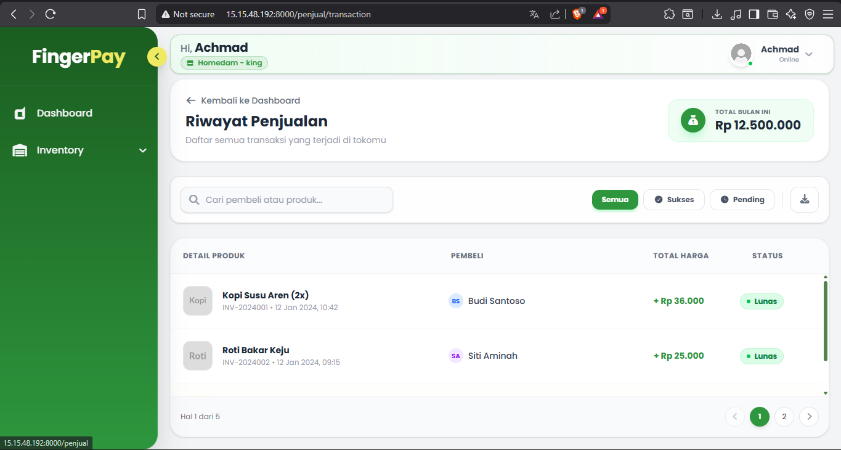 Not secure 15.15.48.192:8000/penjual/transaction
1
1
FingerPay
Dashboard
Inventory
Hi, Achmad
Homedam - king
Achmad
Online
Kembali ke Dashboard
Riwayat Penjualan
Daftar semua transaksi yang terjadi di tokomu
TOTAL BULAN INI
Rp 12.500.000
Cari pembeli atau produk...
Semua
Sukses
Pending
DETAIL PRODUK PEMBELI TOTAL HARGA STATUS
Kopi
Kopi Susu Aren (2x)
INV-2024001 • 12 Jan 2024, 10:42
BS Budi Santoso
+ Rp 36.000
Lunas
Roti
Roti Bakar Keju
INV-2024002 • 12 Jan 2024, 09:15
SA Siti Aminah
+ Rp 25.000
Lunas
Hal 1 dari 5
1
2
15.15.48.192:8000/penjual